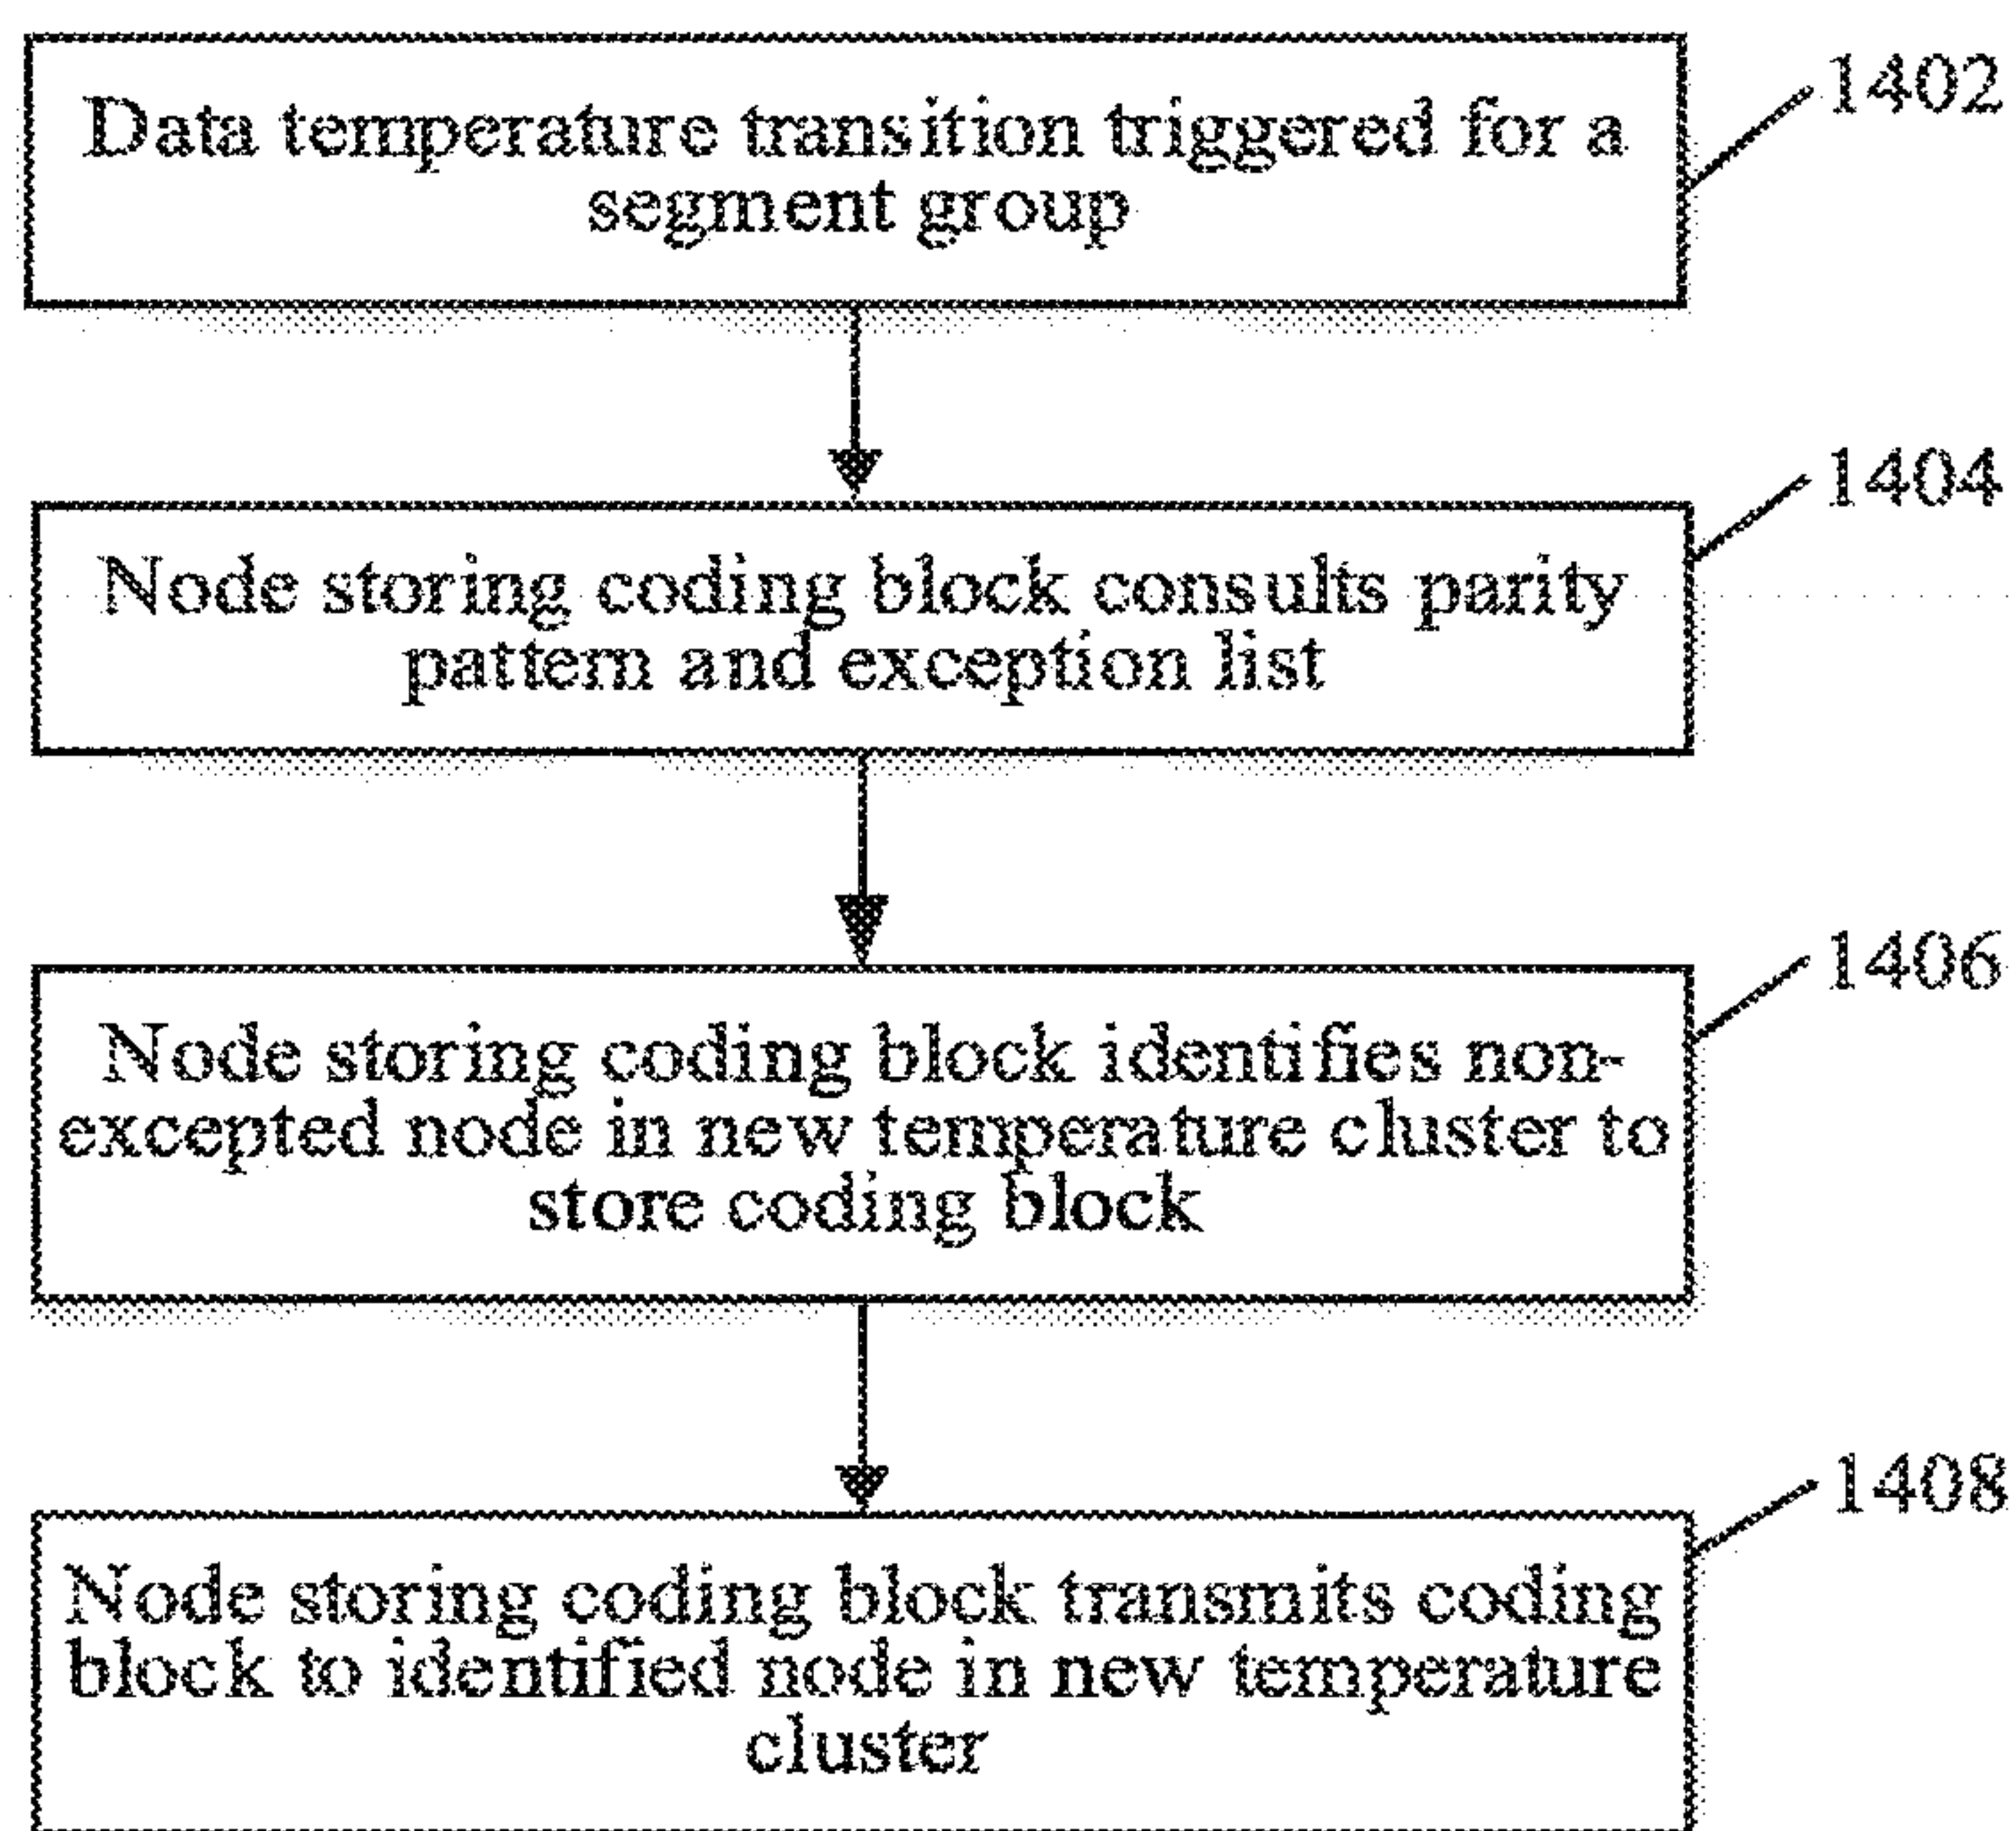 Data temperature transition triggered for a
segment group
1402
Node storing coding block consults parity
pattern and exception list
1404
Node storing coding block identifies non-
excepted node in new temperature cluster to
store coding block
1406
Node storing coding block transmits coding
block to identified node in new temperature
cluster
1408